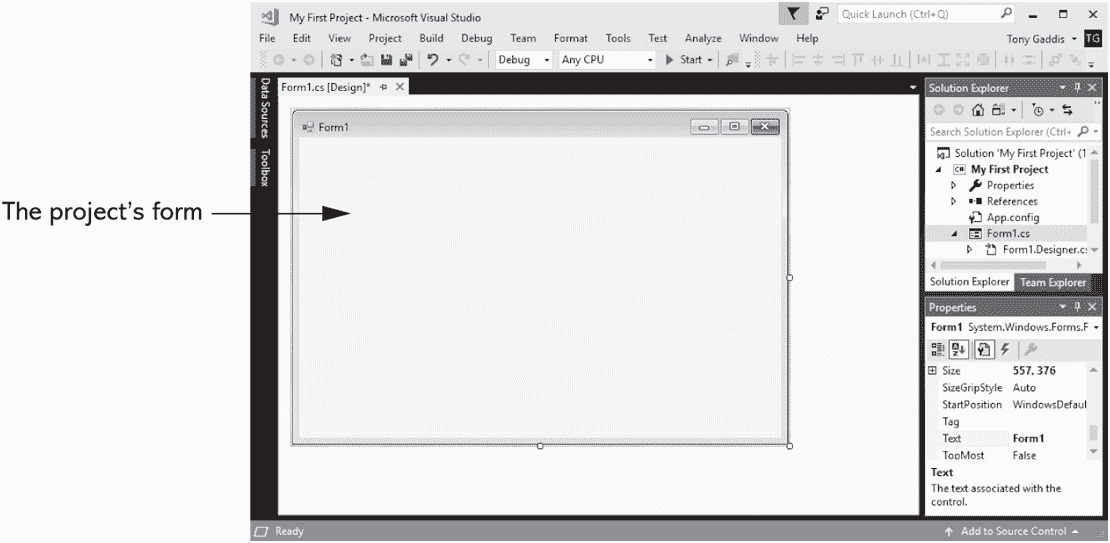 My First Project - Microsoft Visual Studio
Quick Launch (Ctrl+Q)
File Edit View Project Build Debug Team Format Tools Test Analyze Window Help
Tony Gaddis TG
Debug Any CPU Start
Data Sources
Toolbox
Form1.cs [Design]*
Form1
The project's form
Solution Explorer
Search Solution Explorer (Ctrl+
Solution 'My First Project' (1
C# My First Project
Properties
References
App.config
Form1.cs
Form1.Designer.c
Solution Explorer Team Explorer
Properties
Form1 System.Windows.Forms.F
Size 557, 376
SizeGripStyle Auto
StartPosition WindowsDefaul
Tag
Text Form1
TopMost False
Text
The text associated with the
control.
Ready
Add to Source Control